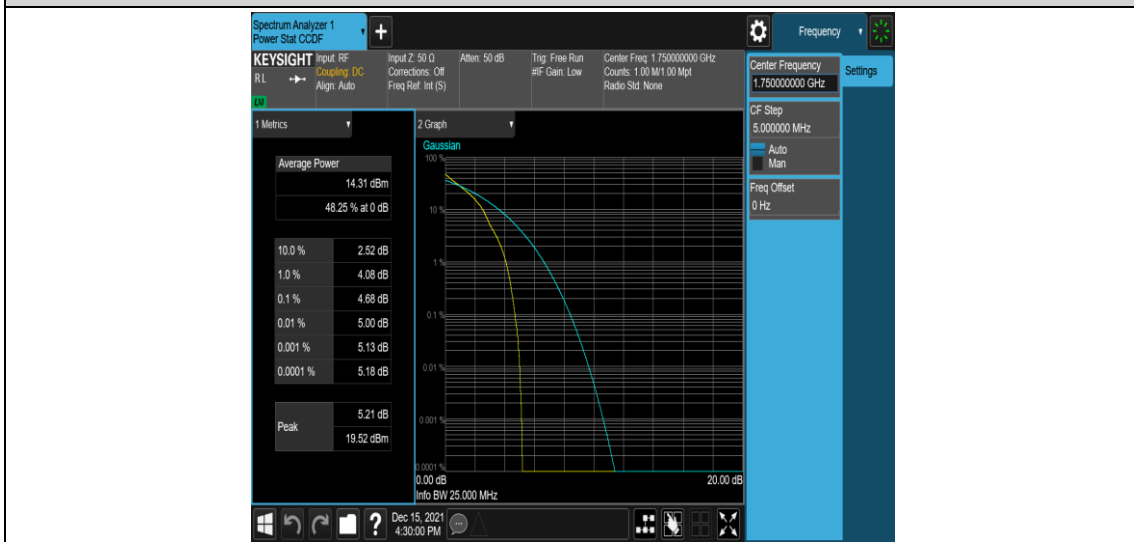 Spectrum Analyzer 1
Power Stat CCDF
+
Frequency
KEYSIGHT
RL
LXI
Input: RF
Coupling: DC
Align: Auto
Input Z: 50 Ω
Corrections: Off
Freq Ref: Int (S)
Atten: 50 dB
Trig: Free Run
#IF Gain: Low
Center Freq: 1.750000000 GHz
Counts: 1.00 M/1.00 Mpt
Radio Std: None
Center Frequency
1.750000000 GHz
Settings
CF Step
5.000000 MHz
Auto
Man
Freq Offset
0 Hz
1 Metrics
Average Power
14.31 dBm
48.25 % at 0 dB
10.0 % 2.52 dB
1.0 % 4.08 dB
0.1 % 4.68 dB
0.01 % 5.00 dB
0.001 % 5.13 dB
0.0001 % 5.18 dB
Peak 5.21 dB
19.52 dBm
2 Graph
Gaussian
100 %
10 %
1 %
0.1 %
0.01 %
0.001 %
0.0001 %
0.00 dB 20.00 dB
Info BW 25.000 MHz
?
Dec 15, 2021
4:30:00 PM